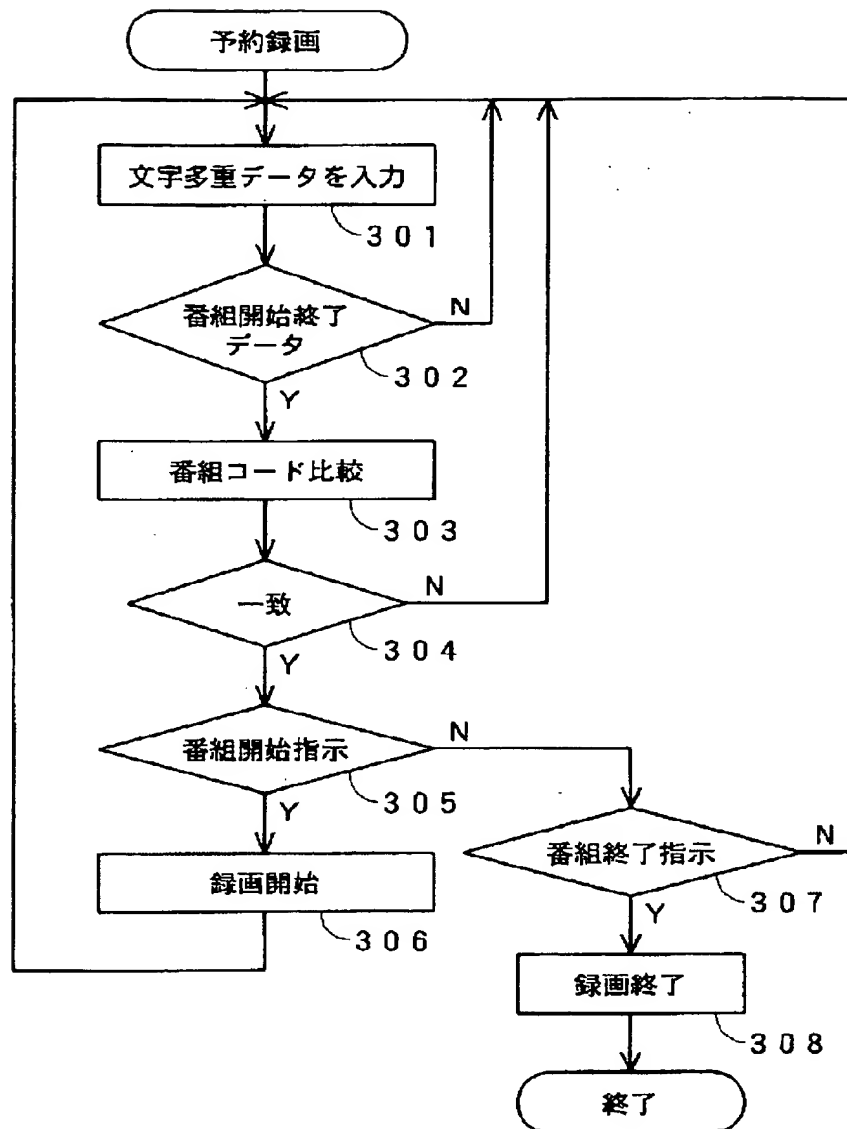 予約録画
文字多重データを入力
301
番組開始終了
データ
N
302
Y
番組コード比較
303
一致
N
304
Y
番組開始指示
N
305
Y
録画開始
306
番組終了指示
N
307
Y
録画終了
308
終了